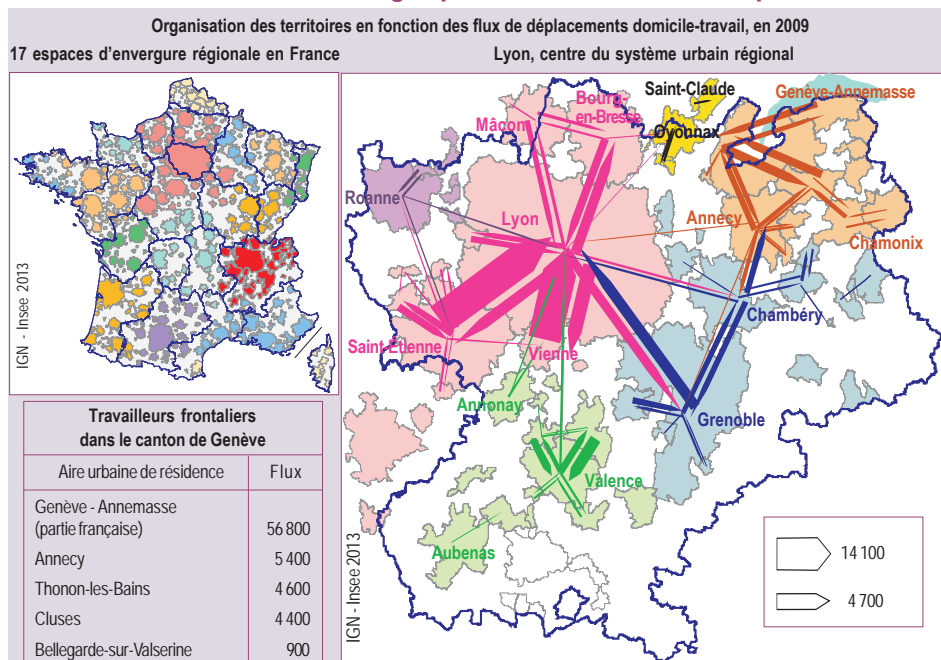 Organisation des territoires en fonction des flux de déplacements domicile-travail, en 2009
17 espaces d'envergure régionale en France
Lyon, centre du système urbain régional
IGN - Insee 2013
Travailleurs frontaliers
dans le canton de Genève
Aire urbaine de résidence Flux
Genève - Annemasse
(partie française) 56 800
Annecy 5 400
Thonon-les-Bains 4 600
Cluses 4 400
Bellegarde-sur-Valserine 900
Saint-Claude
Genève-Annemasse
Bourg-
en-Bresse
Mâcon
Oyonnax
Roanne
Lyon
Annecy
Chamonix
Chambéry
Saint-Etienne
Vienne
Annonay
Grenoble
Valence
Aubenas
IGN - Insee 2013
14 100
4 700